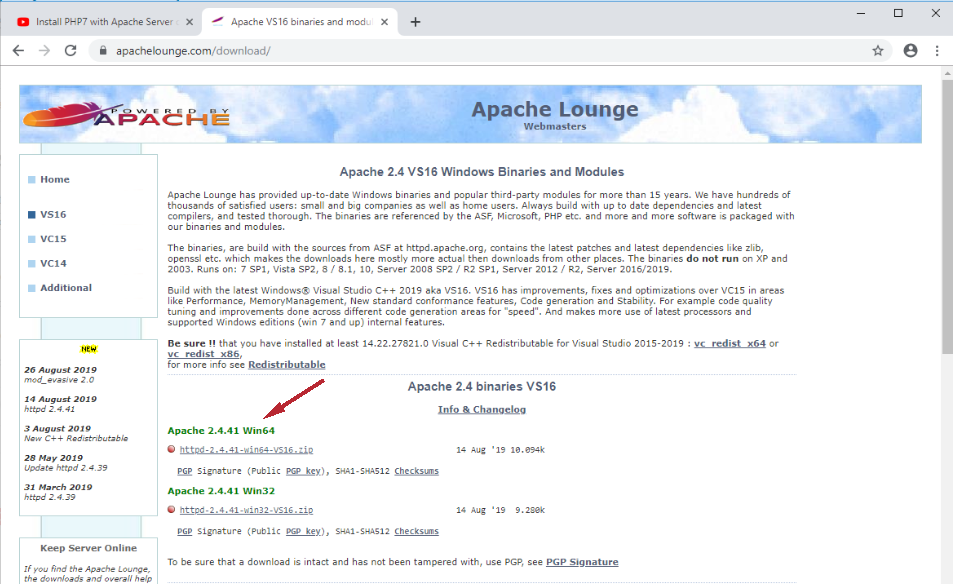 Install PHP7 with Apache Server
Apache VS16 binaries and modu
apachelounge.com/download/
POWERED BY
APACHE
Apache Lounge
Webmasters
Home
VS16
VC15
VC14
Additional
NEW
26 August 2019
mod_evasive 2.0
14 August 2019
httpd 2.4.41
3 August 2019
New C++ Redistributable
28 May 2019
Update httpd 2.4.39
31 March 2019
httpd 2.4.39
Keep Server Online
If you find the Apache Lounge,
the downloads and overall help
Apache 2.4 VS16 Windows Binaries and Modules
Apache Lounge has provided up-to-date Windows binaries and popular third-party modules for more than 15 years. We have hundreds of
thousands of satisfied users: small and big companies as well as home users. Always build with up to date dependencies and latest
compilers, and tested thorough. The binaries are referenced by the ASF, Microsoft, PHP etc. and more and more software is packaged with
our binaries and modules.
The binaries, are build with the sources from ASF at httpd.apache.org, contains the latest patches and latest dependencies like zlib,
openssl etc. which makes the downloads here mostly more actual then downloads from other places. The binaries do not run on XP and
2003. Runs on: 7 SP1, Vista SP2, 8 / 8.1, 10, Server 2008 SP2 / R2 SP1, Server 2012 / R2, Server 2016/2019.
Build with the latest Windows® Visual Studio C++ 2019 aka VS16. VS16 has improvements, fixes and optimizations over VC15 in areas
like Performance, MemoryManagement, New standard conformance features, Code generation and Stability. For example code quality
tuning and improvements done across different code generation areas for "speed". And makes more use of latest processors and
supported Windows editions (win 7 and up) internal features.
Be sure !! that you have installed at least 14.22.27821.0 Visual C++ Redistributable for Visual Studio 2015-2019 : vc_redist_x64 or
vc_redist_x86,
for more info see Redistributable
Apache 2.4 binaries VS16
Info & Changelog
Apache 2.4.41 Win64
httpd-2.4.41-win64-VS16.zip 14 Aug '19 10.094k
PGP Signature (Public PGP key), SHA1-SHA512 Checksums
Apache 2.4.41 Win32
httpd-2.4.41-win32-VS16.zip 14 Aug '19 9.280k
PGP Signature (Public PGP key), SHA1-SHA512 Checksums
To be sure that a download is intact and has not been tampered with, use PGP, see PGP Signature